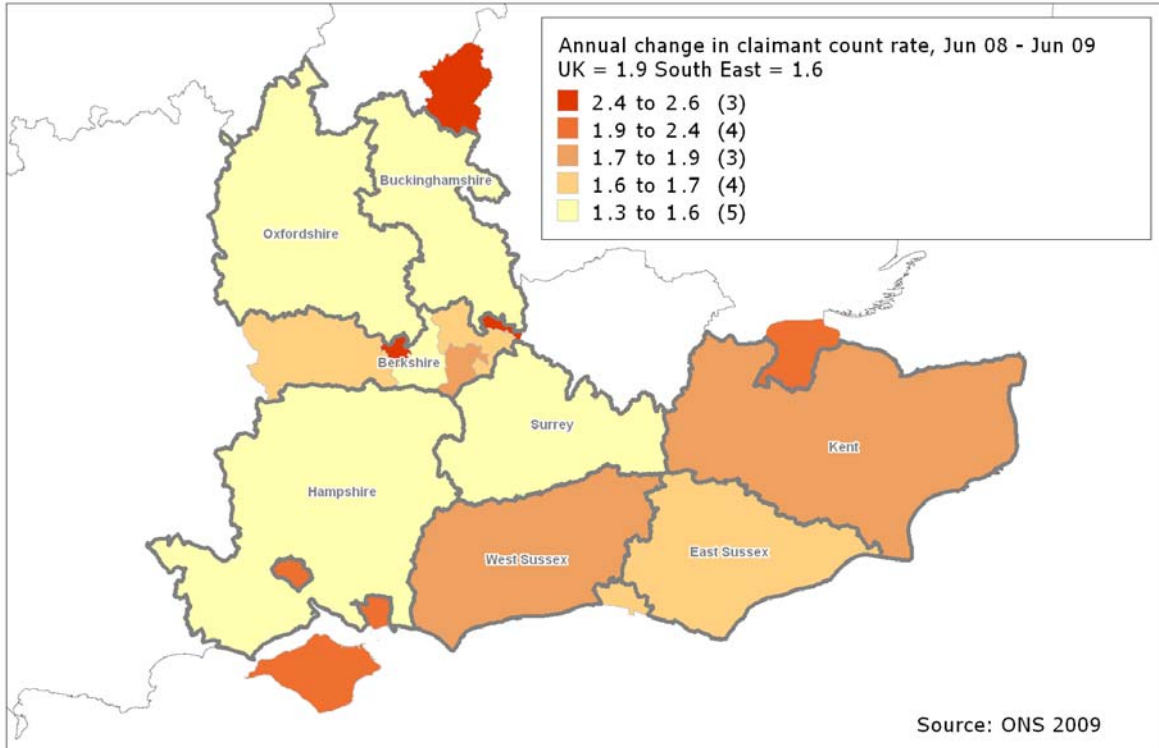 Annual change in claimant count rate, Jun 08 - Jun 09
UK = 1.9 South East = 1.6
2.4 to 2.6 (3)
1.9 to 2.4 (4)
1.7 to 1.9 (3)
1.6 to 1.7 (4)
1.3 to 1.6 (5)
Buckinghamshire
Oxfordshire
Berkshire
Surrey
Kent
Hampshire
West Sussex
East Sussex
Source: ONS 2009